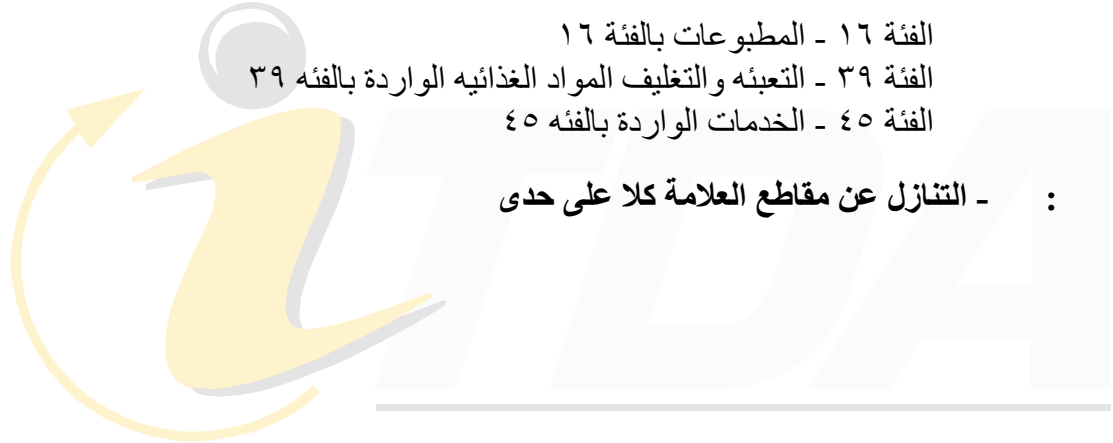 الفئة ١٦ - المطبوعات بالفئة ١٦
الفئة ٣٩ - التعبئه والتغليف المواد الغذائيه الواردة بالفئه ٣٩
الفئة ٤٥ - الخدمات الواردة بالفئه ٤٥
: - التنازل عن مقاطع العلامة كلا على حدى
iTDA